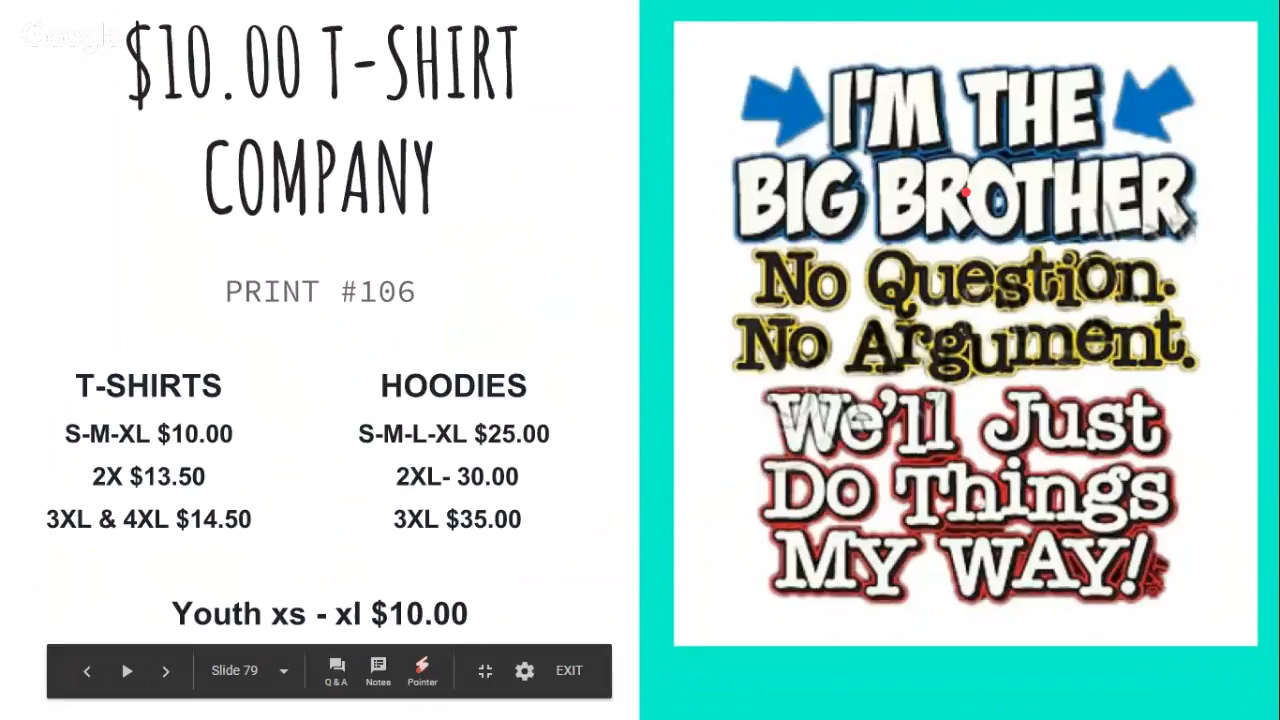 Google
$10.00 T-SHIRT
COMPANY
PRINT #106
T-SHIRTS
S-M-XL $10.00
2X $13.50
3XL & 4XL $14.50
HOODIES
S-M-L-XL $25.00
2XL- 30.00
3XL $35.00
Youth xs - xl $10.00
Slide 79
Q & A
Notes
Pointer
EXIT
I'M THE
BIG BROTHER
No Question.
No Argument.
We'll Just
Do Things
MY WAY!